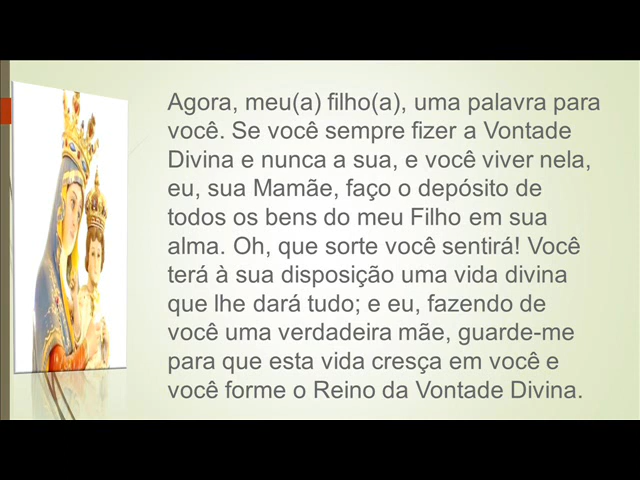 Agora, meu(a) filho(a), uma palavra para
você. Se você sempre fizer a Vontade
Divina e nunca a sua, e você viver nela,
eu, sua Mamãe, faço o depósito de
todos os bens do meu Filho em sua
alma. Oh, que sorte você sentirá! Você
terá à sua disposição uma vida divina
que lhe dará tudo; e eu, fazendo de
você uma verdadeira mãe, guarde-me
para que esta vida cresça em você e
você forme o Reino da Vontade Divina.